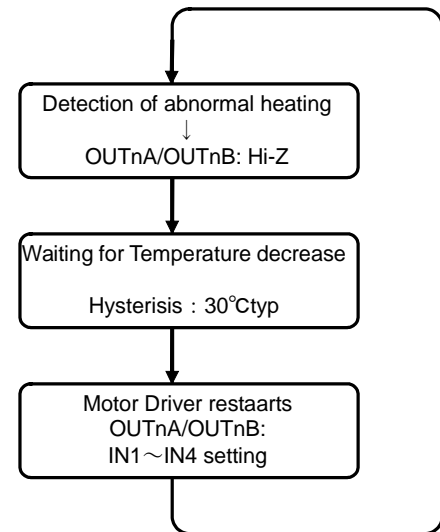 Detection of abnormal heating
↓
OUTnA/OUTnB: Hi-Z
Waiting for Temperature decrease
Hysterisis：30℃typ
Motor Driver restaarts
OUTnA/OUTnB:
IN1～IN4 setting